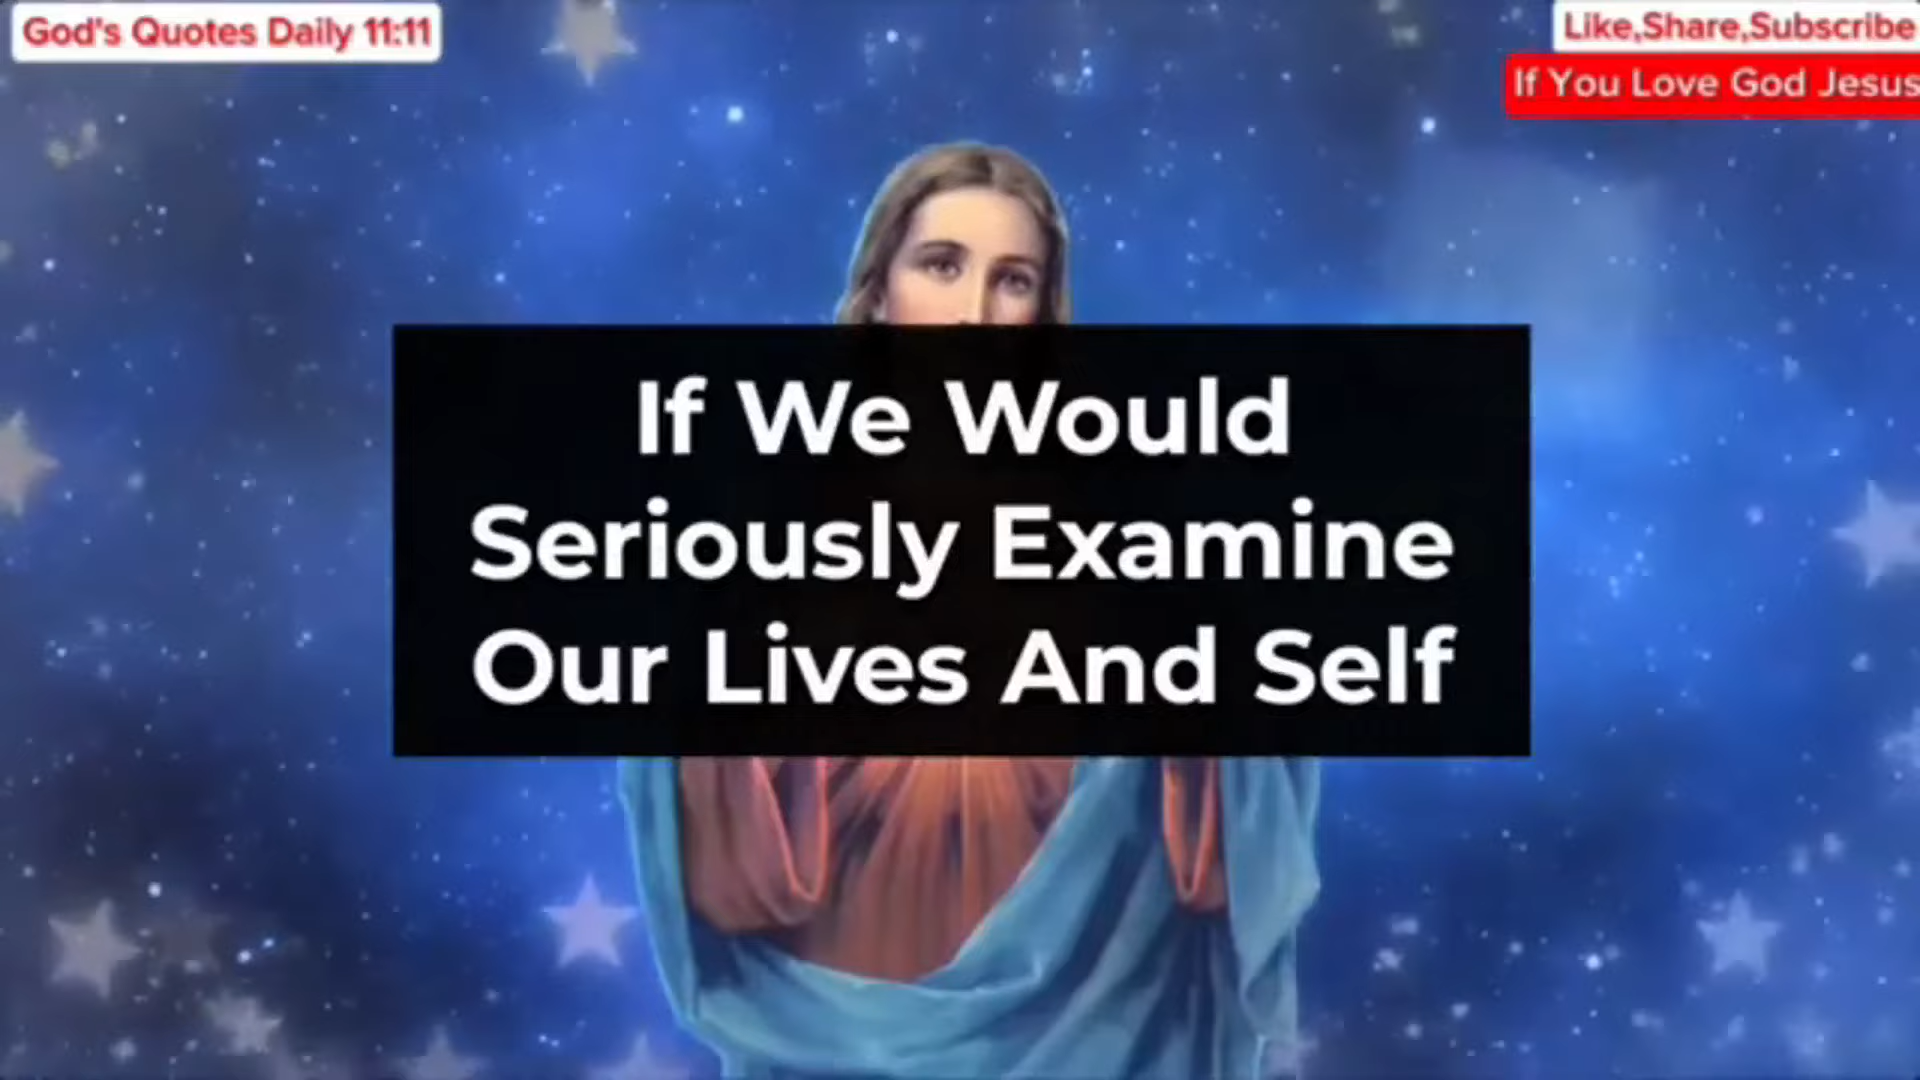 God's Quotes Daily 11:11
Like,Share,Subscribe
If You Love God Jesus
If We Would
Seriously Examine
Our Lives And Self